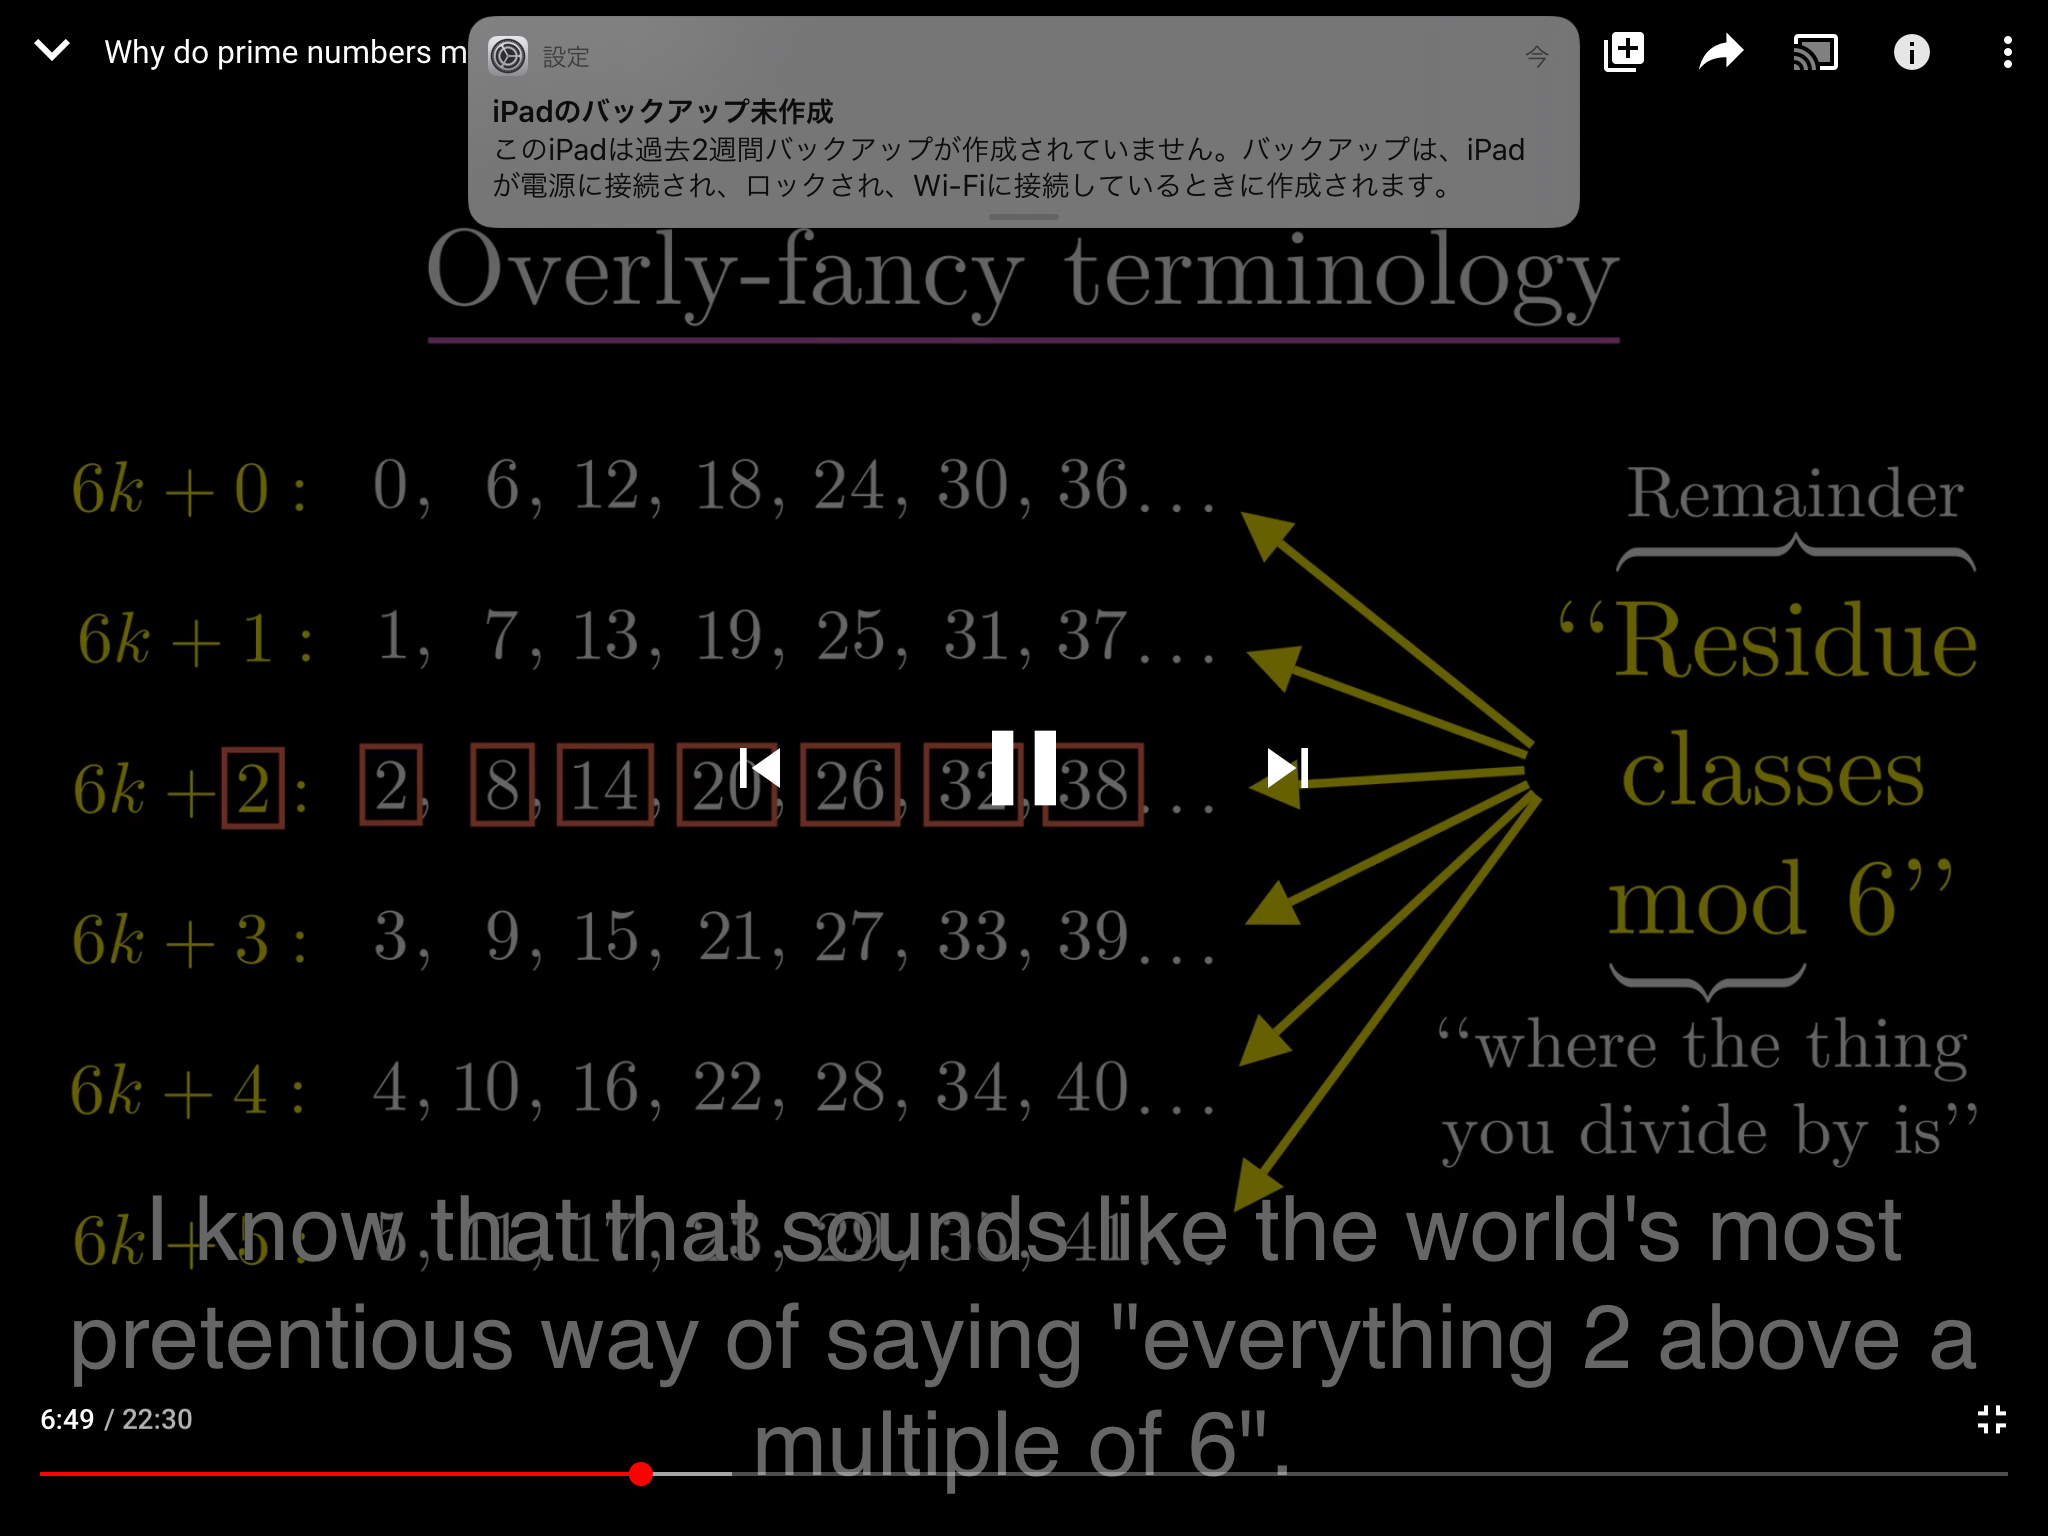 Why do prime numbers m
設定
今
iPadのバックアップ未作成
このiPadは過去2週間バックアップが作成されていません。バックアップは、iPad
が電源に接続され、ロックされ、Wi-Fiに接続しているときに作成されます。
Overly-fancy terminology
6k + 0 : 0, 6, 12, 18, 24, 30, 36...
6k + 1 : 1, 7, 13, 19, 25, 31, 37...
6k + 2 : 2, 8, 14, 20, 26, 32, 38...
6k + 3 : 3, 9, 15, 21, 27, 33, 39...
6k + 4 : 4, 10, 16, 22, 28, 34, 40...
6k + 5 : 5, 11, 17, 23, 29, 35, 41...
Remainder
“Residue
classes
mod 6”
“where the thing
you divide by is”
I know that that sounds like the world's most
pretentious way of saying "everything 2 above a
multiple of 6".
6:49 / 22:30